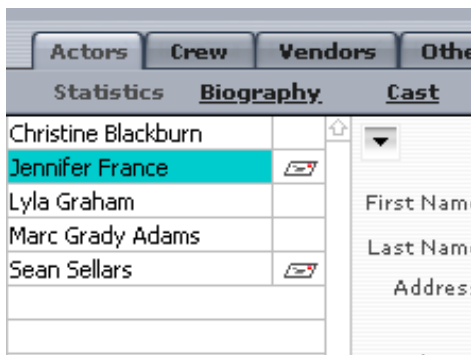 Actors Crew Vendors Othe
Statistics Biography Cast
Christine Blackburn
Jennifer France
Lyla Graham First Name
Marc Grady Adams Last Name
Sean Sellars Address